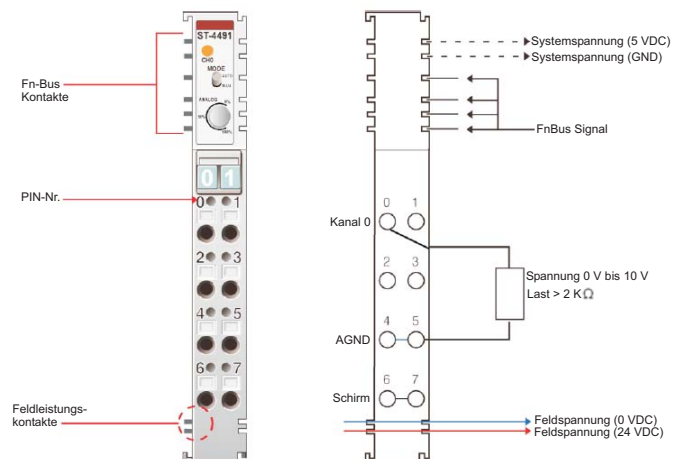 ST-4491
CH0
MODE
AUTO
ANALOG
0%
50%
100%
Fn-Bus
Kontakte
PIN-Nr.
0 1
0 1
2 3
4 5
6 7
Feldleistungs-
kontakte
Systemspannung (5 VDC)
Systemspannung (GND)
FnBus Signal
0 1
Kanal 0
2 3
Spannung 0 V bis 10 V
Last > 2 KΩ
4 5
AGND
6 7
Schirm
Feldspannung (0 VDC)
Feldspannung (24 VDC)